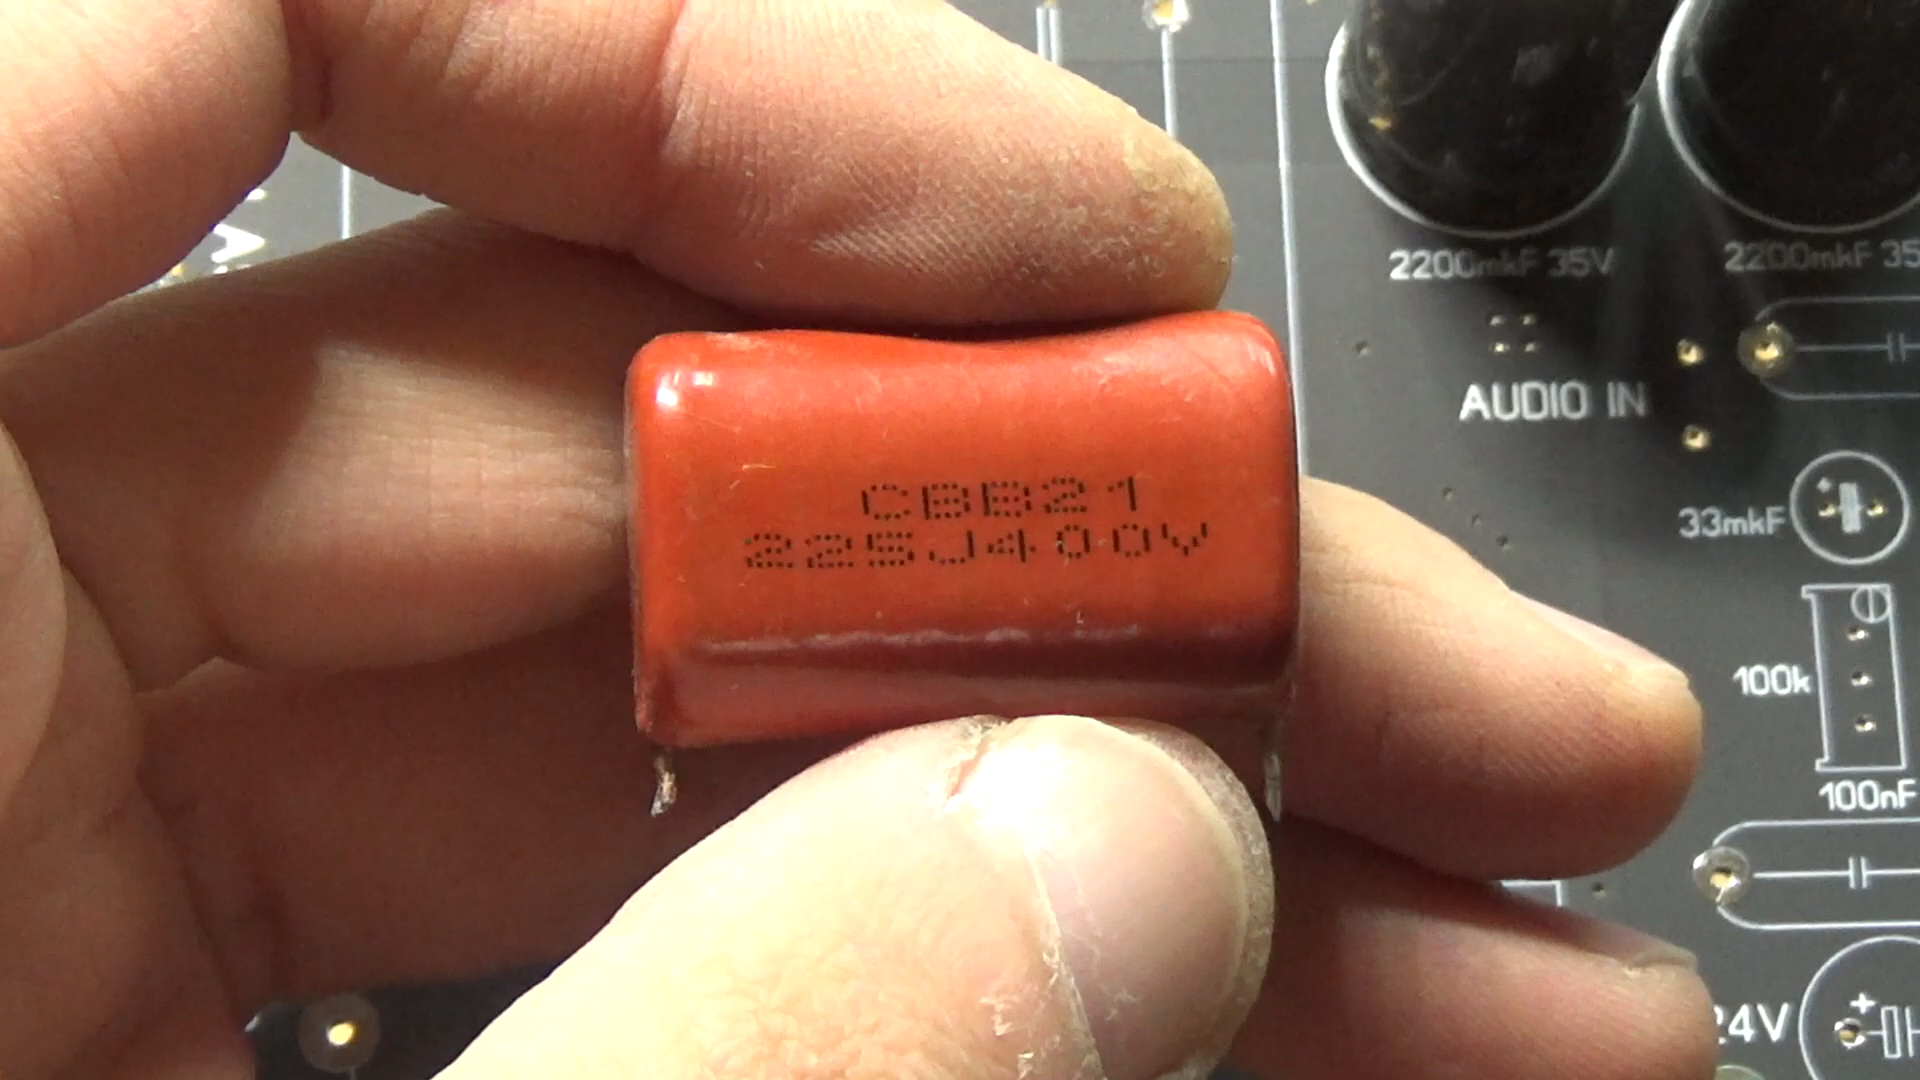 2200mkF 35V
2200mkF 35
AUDIO IN
CBB21
225J400V
33mkF
100k
100nF
24V